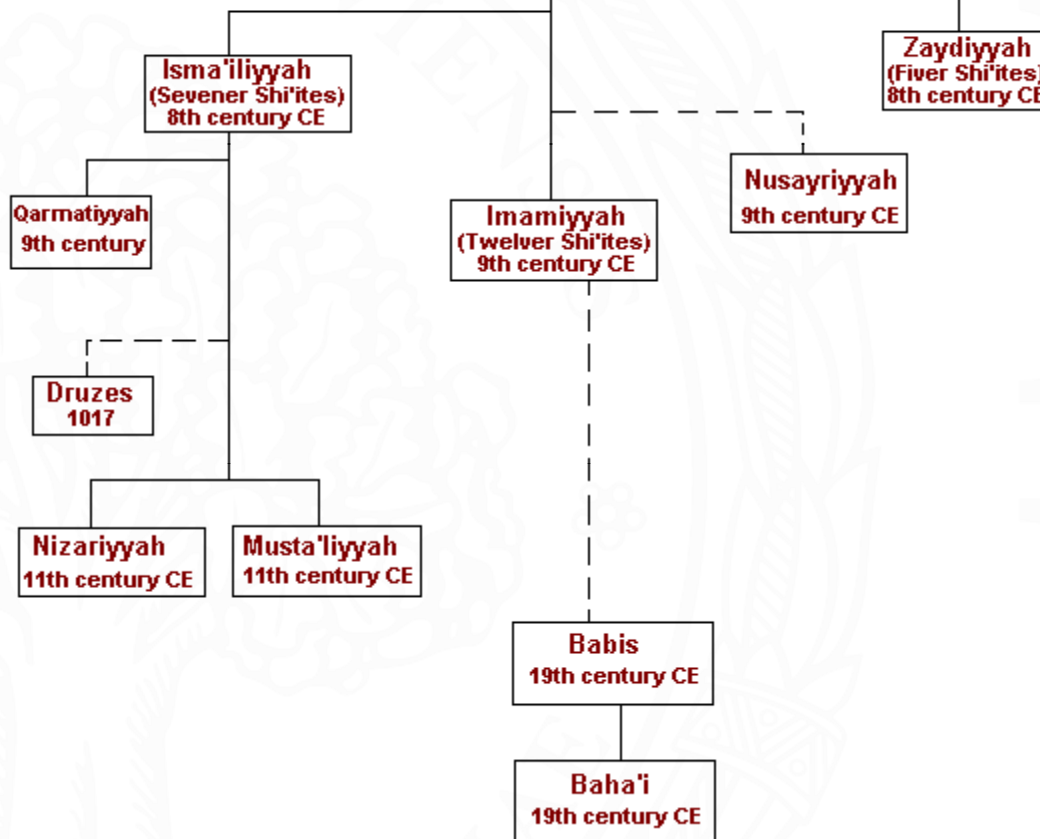 Isma'iliyyah
(Sevener Shi'ites)
8th century CE
Zaydiyyah
(Fiver Shi'ites)
8th century CE
Qarmatiyyah
9th century
Imamiyyah
(Twelver Shi'ites)
9th century CE
Nusayriyyah
9th century CE
Druzes
1017
Nizariyyah
11th century CE
Musta'liyyah
11th century CE
Babis
19th century CE
Baha'i
19th century CE